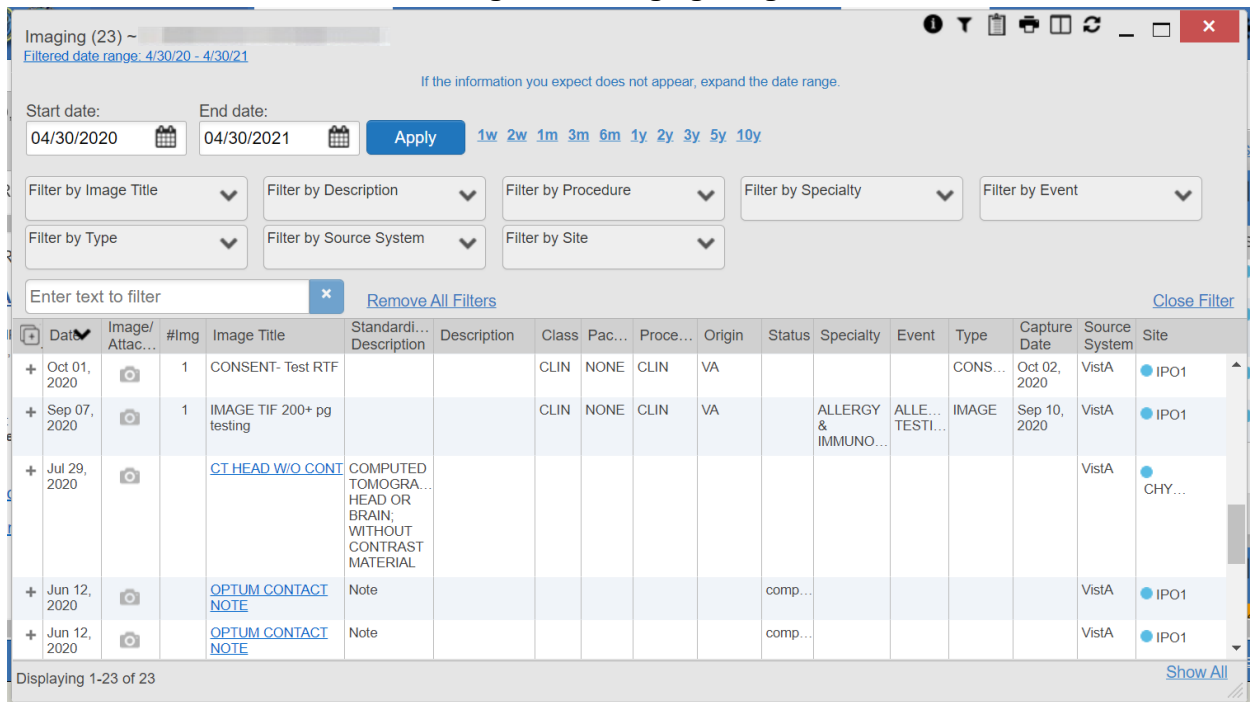 Imaging (23) ~
Filtered date range: 4/30/20 - 4/30/21
If the information you expect does not appear, expand the date range.
Start date: End date:
04/30/2020 04/30/2021 Apply 1w 2w 1m 3m 6m 1y 2y 3y 5y 10y
Filter by Image Title Filter by Description Filter by Procedure Filter by Specialty Filter by Event
Filter by Type Filter by Source System Filter by Site
Enter text to filter × Remove All Filters Close Filter
Date Image/ Attac... #Img Image Title Standardi... Description Description Class Pac... Proce... Origin Status Specialty Event Type Capture Date Source System Site
+ Oct 01, 2020 1 CONSENT- Test RTF CLIN NONE CLIN VA CONS... Oct 02, 2020 VistA IPO1
+ Sep 07, 2020 1 IMAGE TIF 200+ pg testing CLIN NONE CLIN VA ALLERGY & IMMUNO... ALLE... TESTI... IMAGE Sep 10, 2020 VistA IPO1
+ Jul 29, 2020 CT HEAD W/O CONT COMPUTED TOMOGRA... HEAD OR BRAIN; WITHOUT CONTRAST MATERIAL VistA CHY...
+ Jun 12, 2020 OPTUM CONTACT NOTE Note comp... VistA IPO1
+ Jun 12, 2020 OPTUM CONTACT NOTE Note comp... VistA IPO1
Displaying 1-23 of 23 Show All